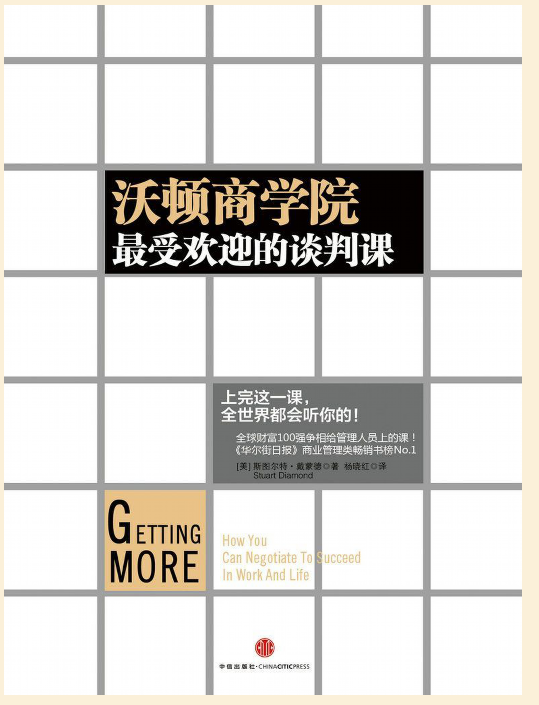 沃顿商学院
最受欢迎的谈判课
上完这一课，
全世界都会听你的！
全球财富100强争相给管理人员上的课！
《华尔街日报》商业管理类畅销书榜No.1
[美] 斯图尔特·戴蒙德◎著 杨晓红◎译
Stuart Diamond
GETTING
MORE
How You
Can Negotiate To Succeed
In Work And Life
CITIC
中信出版社·CHINACITICPRESS